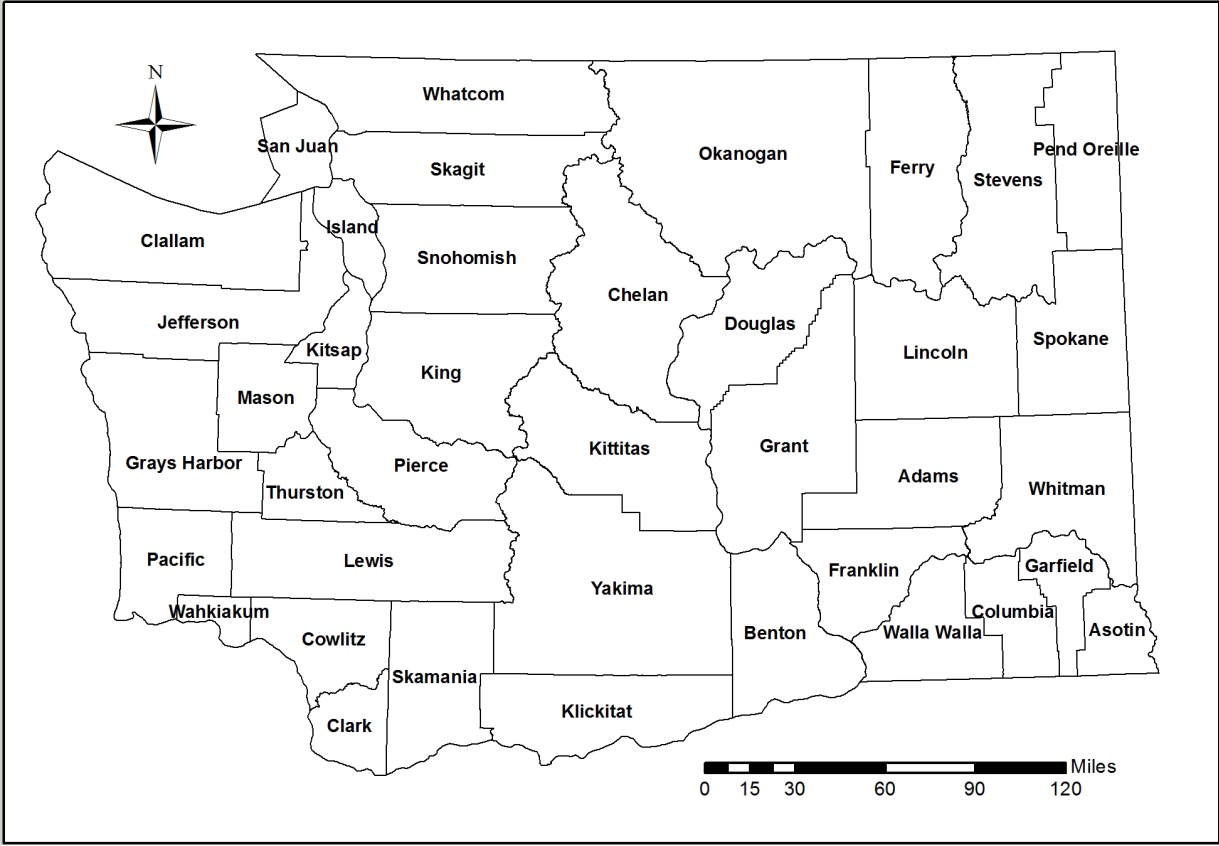 N
Whatcom
San Juan
Skagit
Okanogan
Ferry
Stevens
Pend Oreille
Island
Clallam
Snohomish
Chelan
Jefferson
Kitsap
Douglas
Lincoln
Spokane
King
Mason
Grays Harbor
Thurston
Pierce
Kittitas
Grant
Adams
Whitman
Pacific
Lewis
Yakima
Franklin
Garfield
Wahkiakum
Cowlitz
Benton
Walla Walla
Columbia
Asotin
Skamania
Clark
Klickitat
Miles
0 15 30 60 90 120